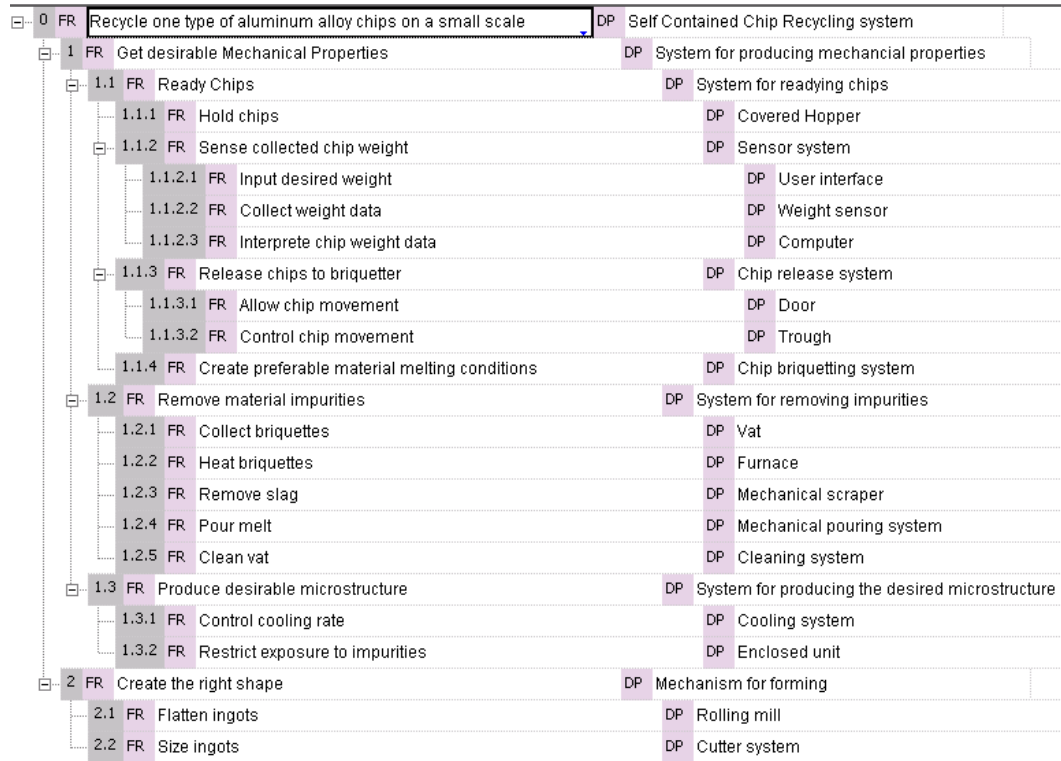 0 FR Recycle one type of aluminum alloy chips on a small scale DP Self Contained Chip Recycling system
1 FR Get desirable Mechanical Properties DP System for producing mechancial properties
1.1 FR Ready Chips DP System for readying chips
1.1.1 FR Hold chips DP Covered Hopper
1.1.2 FR Sense collected chip weight DP Sensor system
1.1.2.1 FR Input desired weight DP User interface
1.1.2.2 FR Collect weight data DP Weight sensor
1.1.2.3 FR Interprete chip weight data DP Computer
1.1.3 FR Release chips to briquetter DP Chip release system
1.1.3.1 FR Allow chip movement DP Door
1.1.3.2 FR Control chip movement DP Trough
1.1.4 FR Create preferable material melting conditions DP Chip briquetting system
1.2 FR Remove material impurities DP System for removing impurities
1.2.1 FR Collect briquettes DP Vat
1.2.2 FR Heat briquettes DP Furnace
1.2.3 FR Remove slag DP Mechanical scraper
1.2.4 FR Pour melt DP Mechanical pouring system
1.2.5 FR Clean vat DP Cleaning system
1.3 FR Produce desirable microstructure DP System for producing the desired microstructure
1.3.1 FR Control cooling rate DP Cooling system
1.3.2 FR Restrict exposure to impurities DP Enclosed unit
2 FR Create the right shape DP Mechanism for forming
2.1 FR Flatten ingots DP Rolling mill
2.2 FR Size ingots DP Cutter system